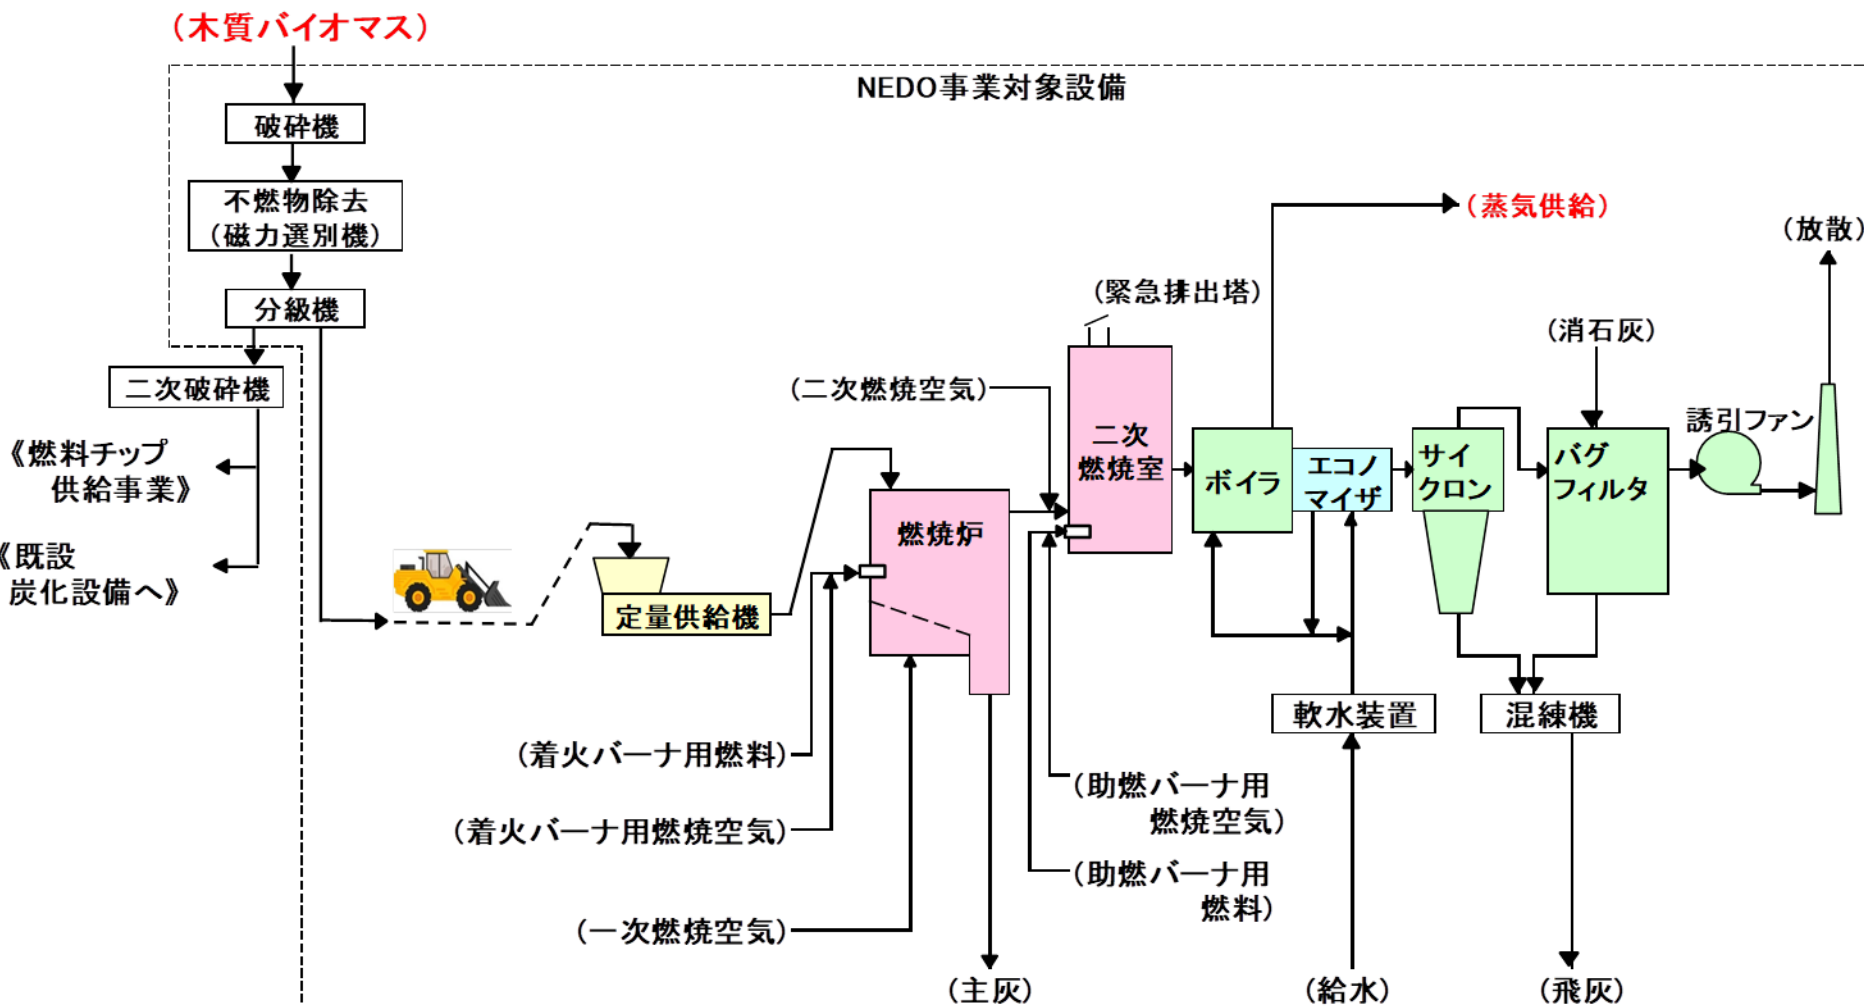 (木質バイオマス)
NEDO事業対象設備
破砕機
不燃物除去
(磁力選別機)
分級機
二次破砕機
《燃料チップ
供給事業》
《既設
炭化設備へ》
定量供給機
燃焼炉
(着火バーナ用燃料)
(着火バーナ用燃焼空気)
(一次燃焼空気)
(主灰)
(二次燃焼空気)
(緊急排出塔)
二次
燃焼室
(助燃バーナ用
燃焼空気)
(助燃バーナ用
燃料)
(蒸気供給)
ボイラ
エコノ
マイザ
軟水装置
(給水)
サイ
クロン
(消石灰)
バグ
フィルタ
混練機
(飛灰)
誘引ファン
(放散)